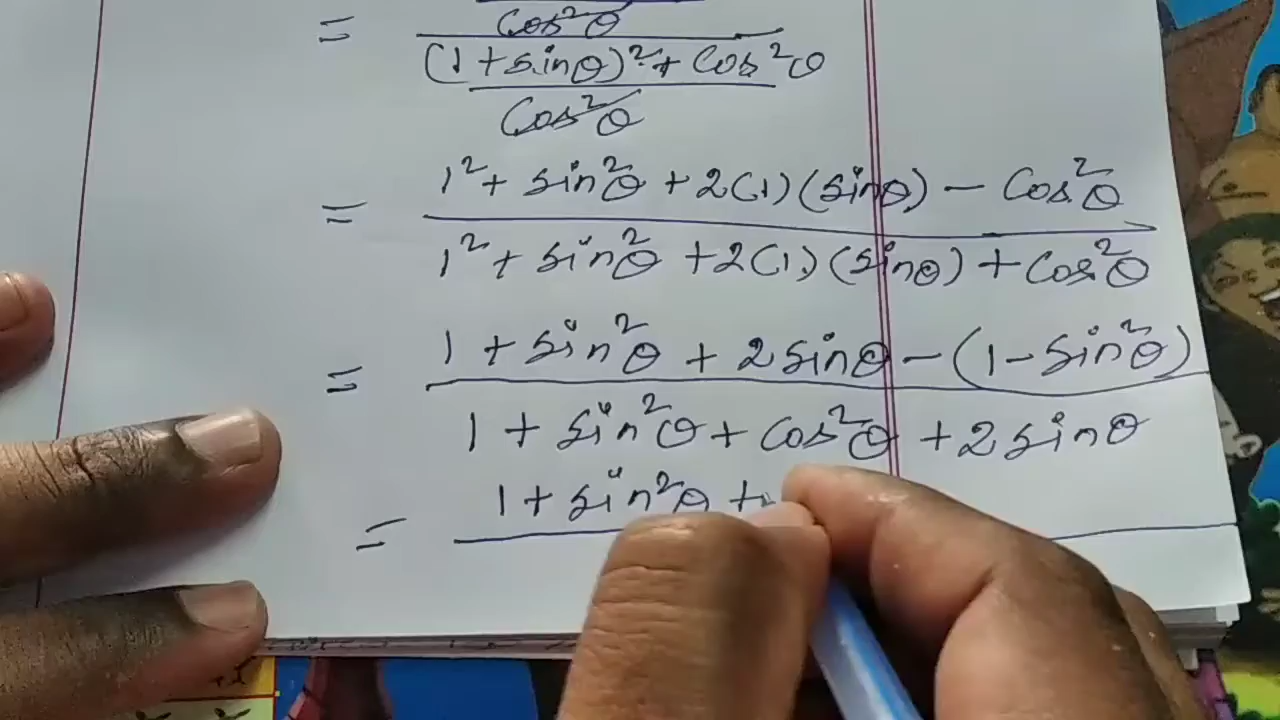 = cos²θ
(1 + sinθ)² + cos²θ
cos²θ
= 1² + sin²θ + 2(1)(sinθ) − cos²θ
1² + sin²θ + 2(1)(sinθ) + cos²θ
= 1 + sin²θ + 2sinθ − (1 − sin²θ)
1 + sin²θ + cos²θ + 2sinθ
= 1 + sin²θ +